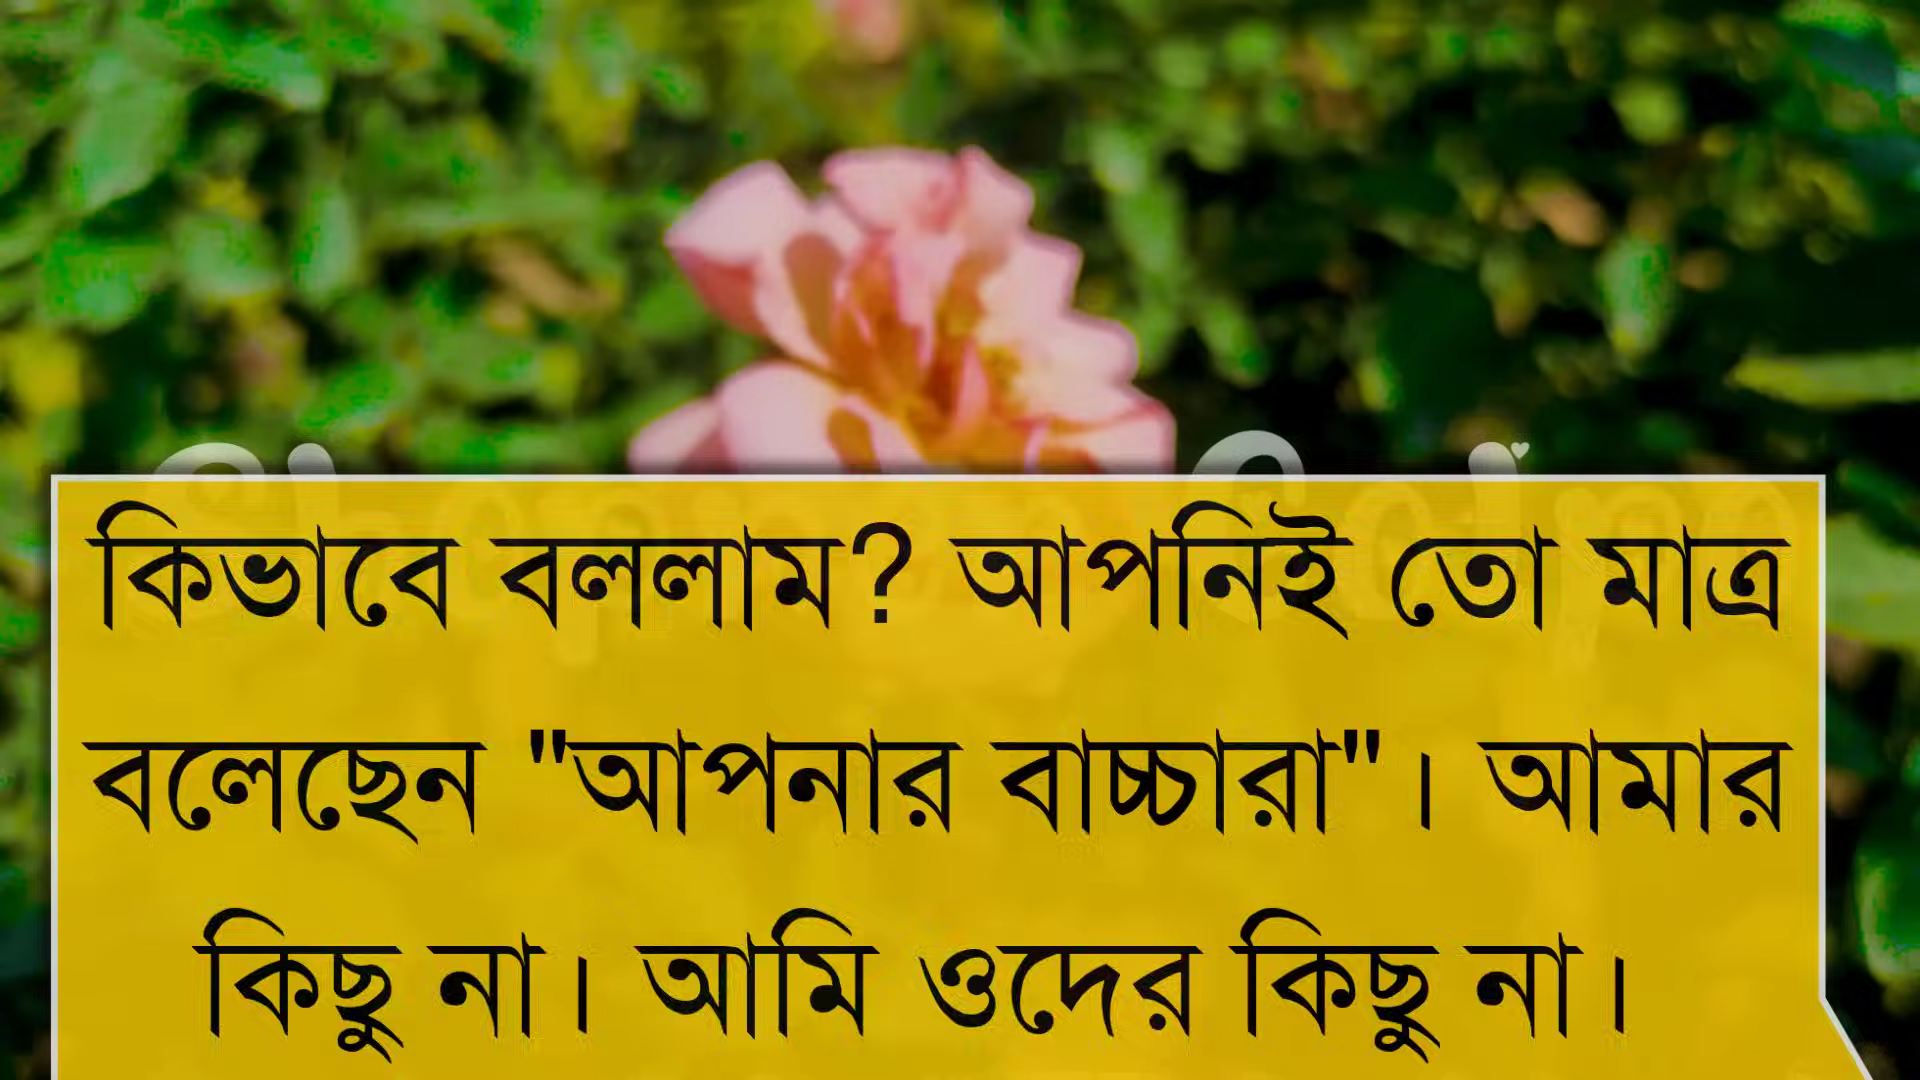 কিভাবে বললাম? আপনিই তো মাত্র
বলেছেন "আপনার বাচ্চারা"। আমার
কিছু না। আমি ওদের কিছু না।